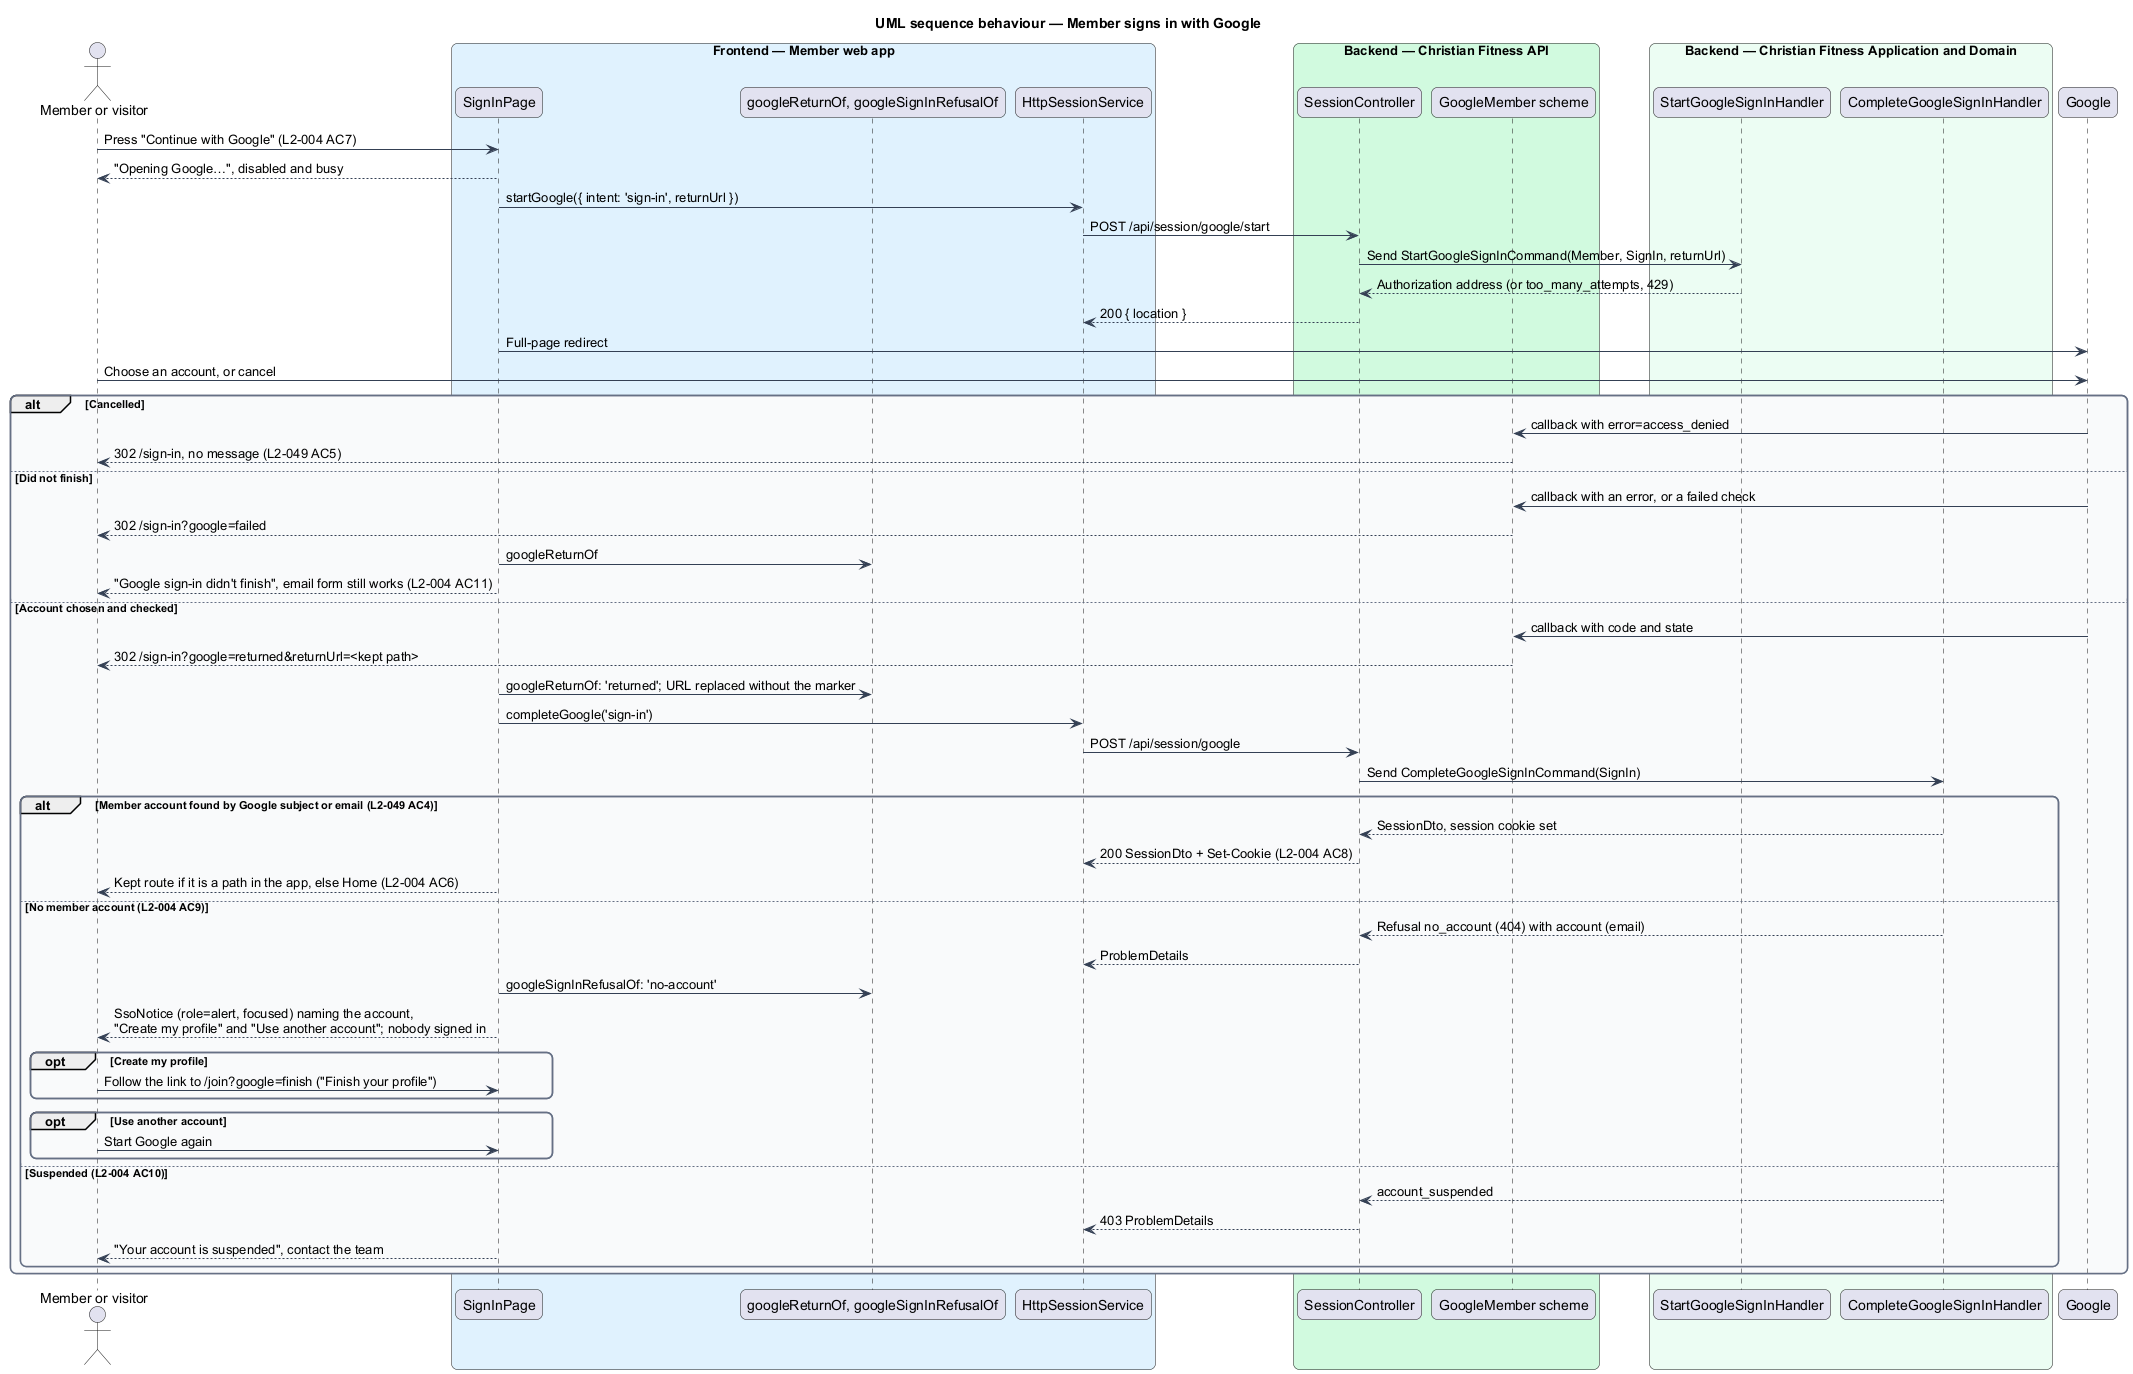 UML sequence behaviour — Member signs in with Google
Frontend — Member web app
Backend — Christian Fitness API
Backend — Christian Fitness Application and Domain
Member or visitor
SignInPage
googleReturnOf, googleSignInRefusalOf
HttpSessionService
SessionController
GoogleMember scheme
StartGoogleSignInHandler
CompleteGoogleSignInHandler
Google
Press "Continue with Google" (L2-004 AC7)
"Opening Google...", disabled and busy
startGoogle({ intent: 'sign-in', returnUrl })
POST /api/session/google/start
Send StartGoogleSignInCommand(Member, SignIn, returnUrl)
Authorization address (or too_many_attempts, 429)
200 { location }
Full-page redirect
Choose an account, or cancel
alt [Cancelled]
callback with error=access_denied
302 /sign-in, no message (L2-049 AC5)
[Did not finish]
callback with an error, or a failed check
302 /sign-in?google=failed
googleReturnOf
"Google sign-in didn't finish", email form still works (L2-004 AC11)
[Account chosen and checked]
callback with code and state
302 /sign-in?google=returned&returnUrl=<kept path>
googleReturnOf: 'returned'; URL replaced without the marker
completeGoogle('sign-in')
POST /api/session/google
Send CompleteGoogleSignInCommand(SignIn)
alt [Member account found by Google subject or email (L2-049 AC4)]
SessionDto, session cookie set
200 SessionDto + Set-Cookie (L2-004 AC8)
Kept route if it is a path in the app, else Home (L2-004 AC6)
[No member account (L2-004 AC9)]
Refusal no_account (404) with account (email)
ProblemDetails
googleSignInRefusalOf: 'no-account'
SsoNotice (role=alert, focused) naming the account,
"Create my profile" and "Use another account"; nobody signed in
opt [Create my profile]
Follow the link to /join?google=finish ("Finish your profile")
opt [Use another account]
Start Google again
[Suspended (L2-004 AC10)]
account_suspended
403 ProblemDetails
"Your account is suspended", contact the team
Member or visitor
SignInPage
googleReturnOf, googleSignInRefusalOf
HttpSessionService
SessionController
GoogleMember scheme
StartGoogleSignInHandler
CompleteGoogleSignInHandler
Google